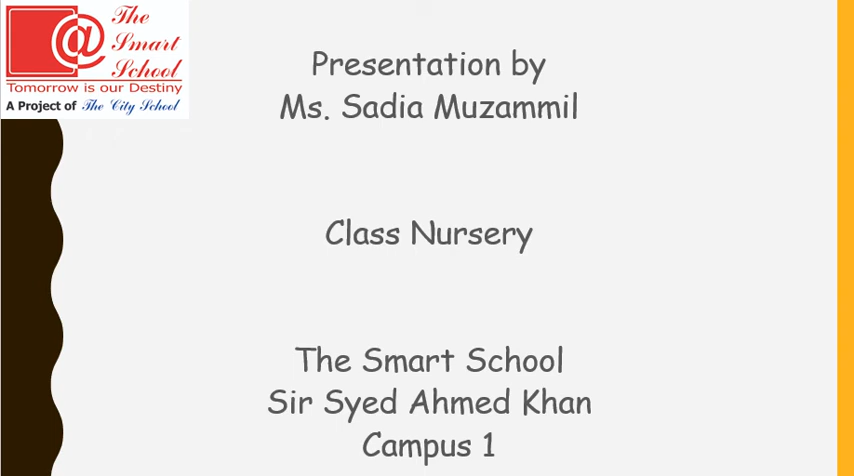 The
Smart
School
Tomorrow is our Destiny
A Project of The City School
Presentation by
Ms. Sadia Muzammil
Class Nursery
The Smart School
Sir Syed Ahmed Khan
Campus 1